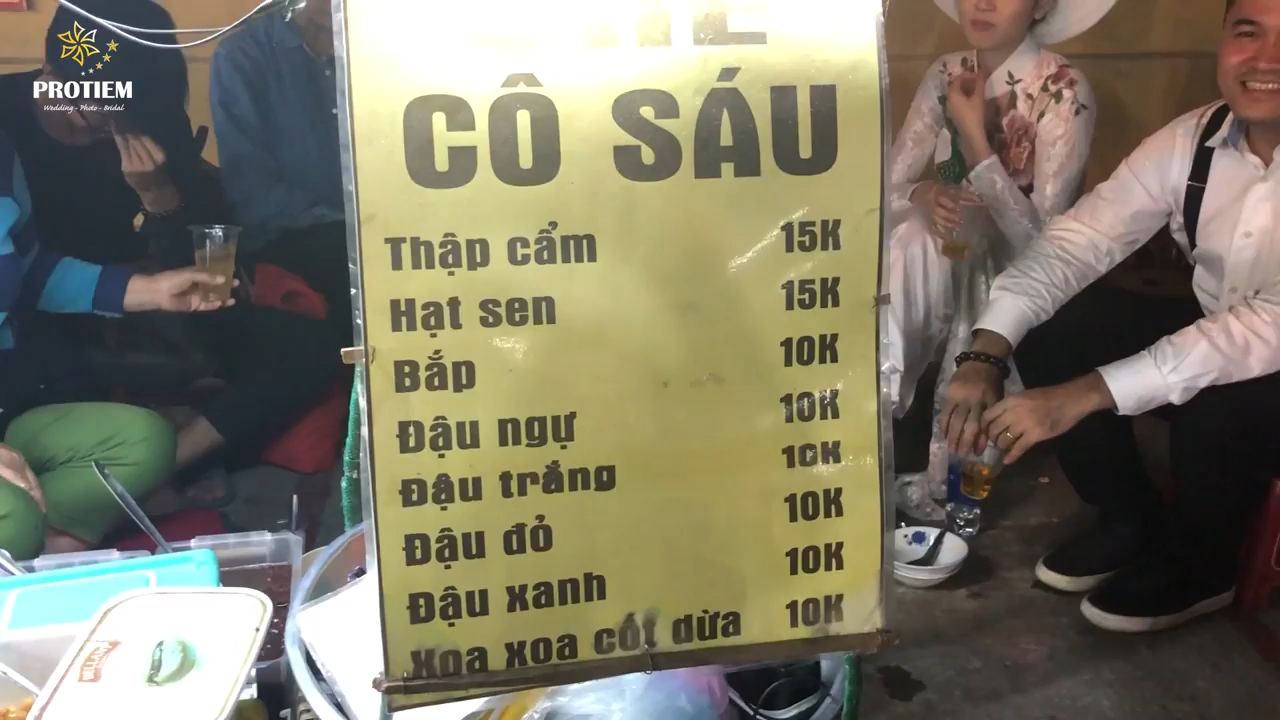 PROTIEM
Wedding - Photo - Bridal
CÔ SÁU
Thập cẩm 15K
Hạt sen 15K
Bắp 10K
Đậu ngự 10K
Đậu trắng 10K
Đậu đỏ 10K
Đậu xanh 10K
Xoa xoa cốt dừa 10K